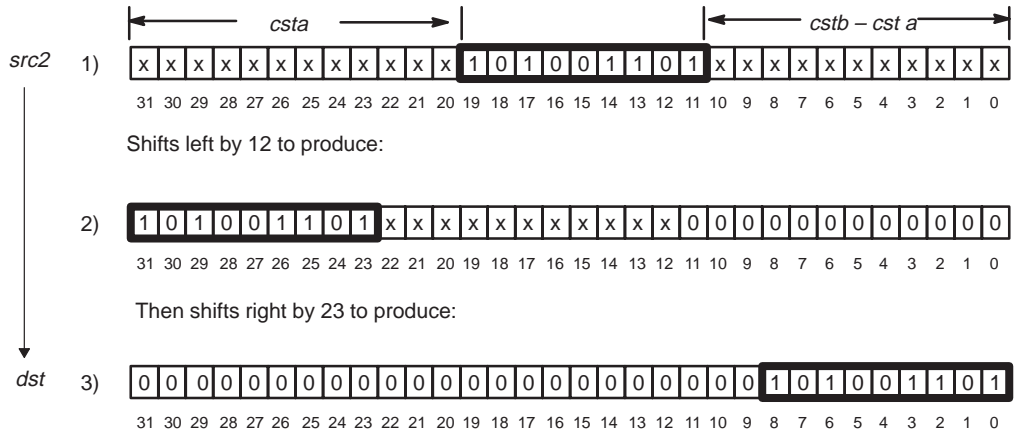 csta cstb – cst a
src2 1) x x x x x x x x x x x x 1 0 1 0 0 1 1 0 1 x x x x x x x x x x x
31 30 29 28 27 26 25 24 23 22 21 20 19 18 17 16 15 14 13 12 11 10 9 8 7 6 5 4 3 2 1 0
Shifts left by 12 to produce:
2) 1 0 1 0 0 1 1 0 1 x x x x x x x x x x x 0 0 0 0 0 0 0 0 0 0 0 0
31 30 29 28 27 26 25 24 23 22 21 20 19 18 17 16 15 14 13 12 11 10 9 8 7 6 5 4 3 2 1 0
Then shifts right by 23 to produce:
dst 3) 0 0 0 0 0 0 0 0 0 0 0 0 0 0 0 0 0 0 0 0 0 0 0 1 0 1 0 0 1 1 0 1
31 30 29 28 27 26 25 24 23 22 21 20 19 18 17 16 15 14 13 12 11 10 9 8 7 6 5 4 3 2 1 0